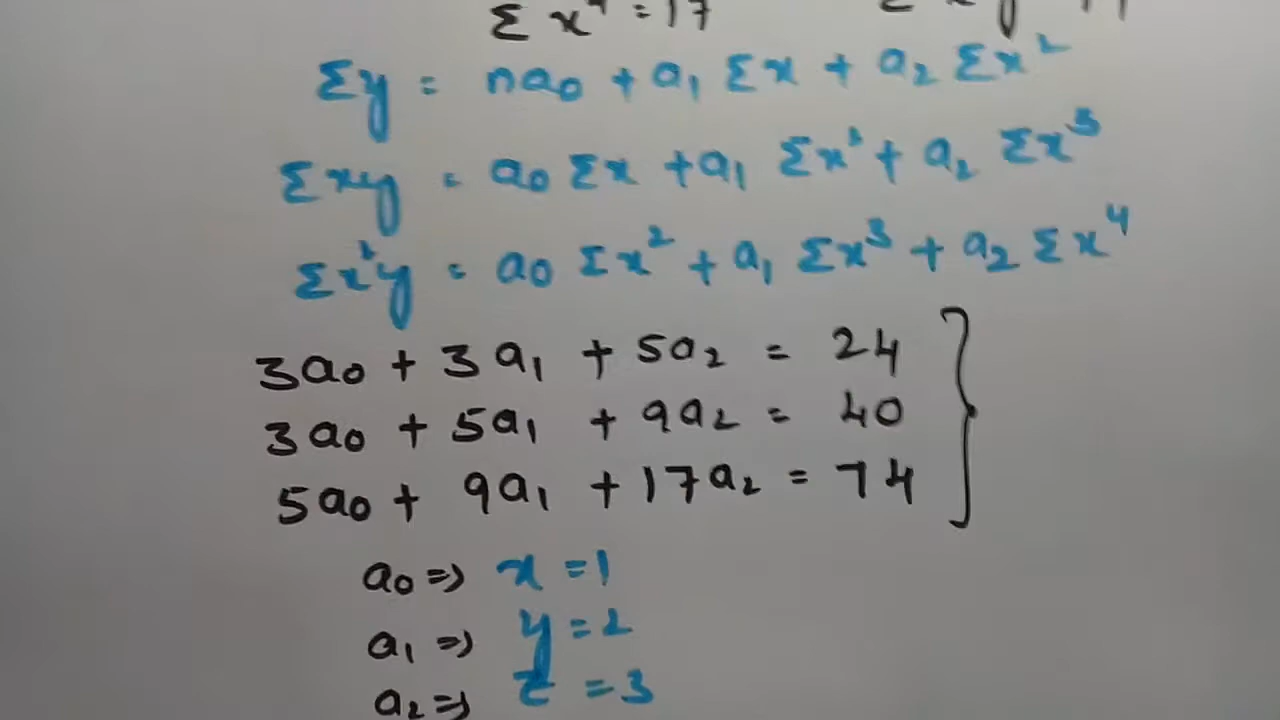 Σ x⁴ = 17
Σy = na₀ + a₁ Σx + a₂ Σx²
Σxy = a₀ Σx + a₁ Σx² + a₂ Σx³
Σx²y = a₀ Σx² + a₁ Σx³ + a₂ Σx⁴
3a₀ + 3a₁ + 5a₂ = 24
3a₀ + 5a₁ + 9a₂ = 40
5a₀ + 9a₁ + 17a₂ = 74
a₀ => x = 1
a₁ => y = 2
a₂ => z = 3